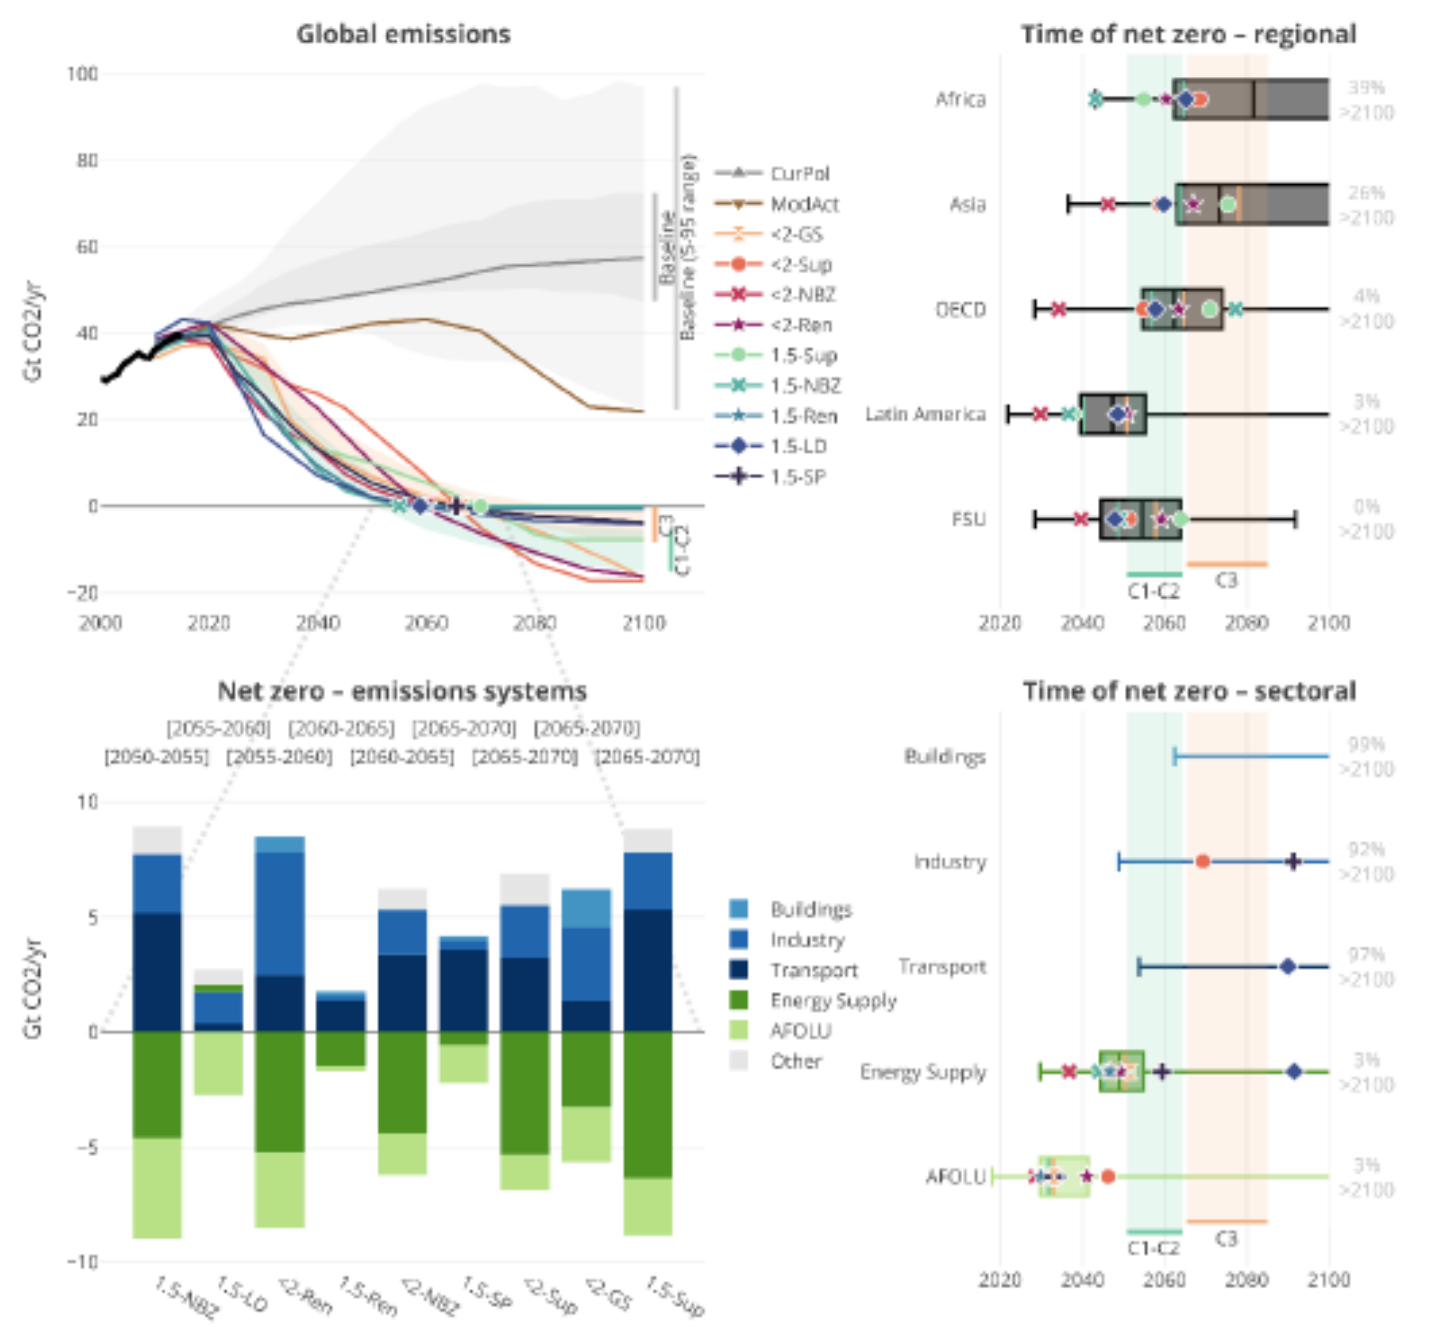 Global emissions
Gt CO2/yr
100
80
60
40
20
0
−20
2000
2020
2040
2060
2080
2100
Baseline
Baseline (5-95 range)
C3
C1-C2
CurPol
ModAct
<2-GS
<2-Sup
<2-NBZ
<2-Ren
1.5-Sup
1.5-NBZ
1.5-Ren
1.5-LD
1.5-SP
Time of net zero – regional
Africa
39%
>2100
Asia
26%
>2100
OECD
4%
>2100
Latin America
3%
>2100
FSU
0%
>2100
C1-C2
C3
2020
2040
2060
2080
2100
Net zero – emissions systems
[2055-2060]
[2060-2065]
[2065-2070]
[2065-2070]
[2050-2055]
[2055-2060]
[2060-2065]
[2065-2070]
[2065-2070]
Gt CO2/yr
10
5
0
−5
−10
1.5-NBZ
1.5-LD
<2-Ren
1.5-Ren
<2-NBZ
1.5-SP
<2-Sup
<2-GS
1.5-Sup
Buildings
Industry
Transport
Energy Supply
AFOLU
Other
Time of net zero – sectoral
Buildings
99%
>2100
Industry
92%
>2100
Transport
97%
>2100
Energy Supply
3%
>2100
AFOLU
3%
>2100
C1-C2
C3
2020
2040
2060
2080
2100